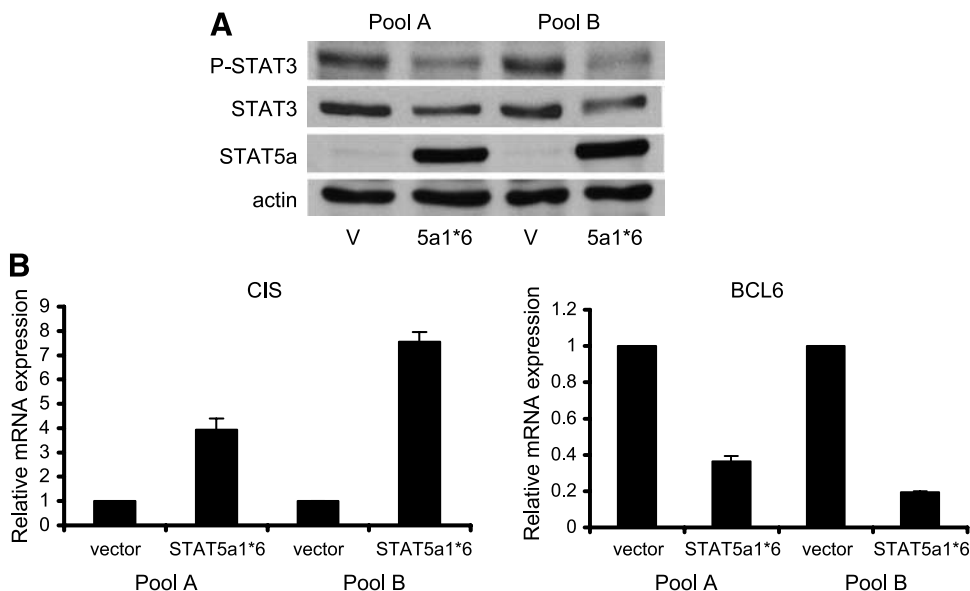 A
Pool A Pool B
P-STAT3
STAT3
STAT5a
actin
V 5a1*6 V 5a1*6
B
CIS
Relative mRNA expression
9
8
7
6
5
4
3
2
1
0
vector STAT5a1*6 vector STAT5a1*6
Pool A Pool B
BCL6
Relative mRNA expression
1.2
1
0.8
0.6
0.4
0.2
0
vector STAT5a1*6 vector STAT5a1*6
Pool A Pool B